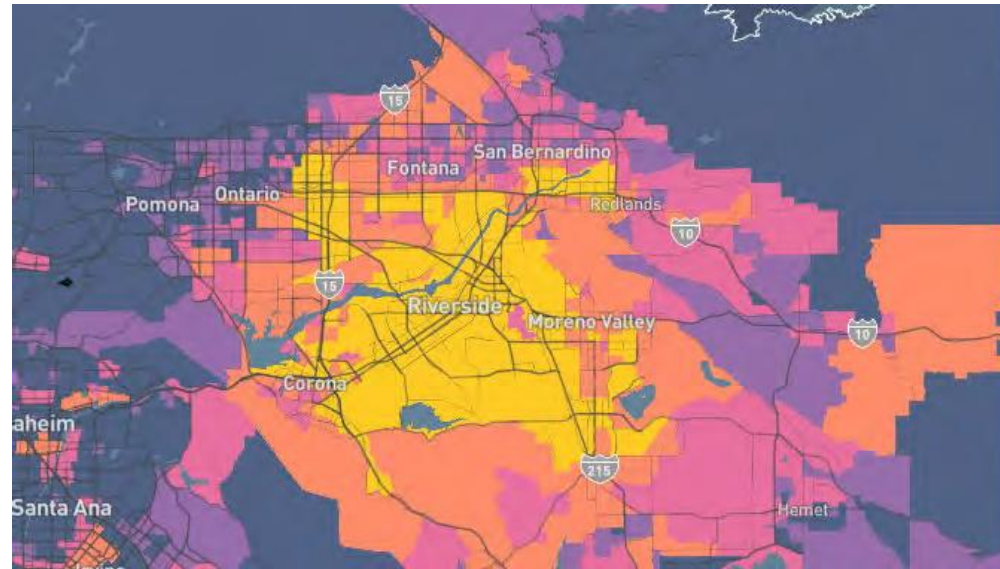 15
San Bernardino
Fontana
Ontario
Pomona
Redlands
10
15
Riverside
Moreno Valley
10
Corona
aheim
215
Santa Ana
Hemet